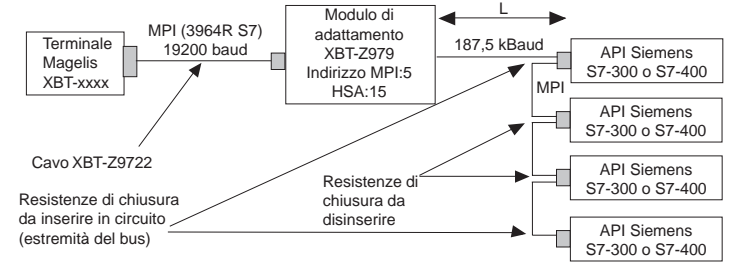 Terminale
Magelis
XBT-xxxx
MPI (3964R S7)
19200 baud
Modulo di
adattamento
XBT-Z979
Indirizzo MPI:5
HSA:15
L
187,5 kBaud
API Siemens
S7-300 o S7-400
MPI
API Siemens
S7-300 o S7-400
API Siemens
S7-300 o S7-400
API Siemens
S7-300 o S7-400
Cavo XBT-Z9722
Resistenze di chiusura
da inserire in circuito
(estremità del bus)
Resistenze di
chiusura da
disinserire